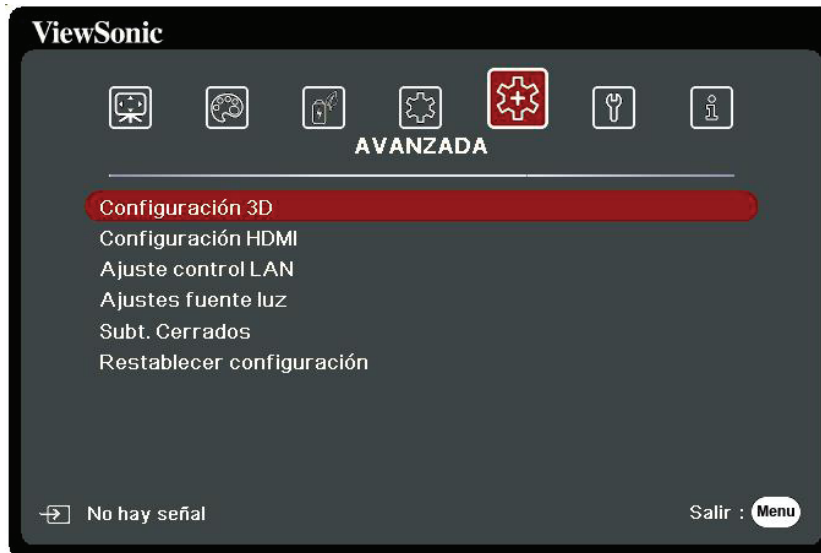 ViewSonic
AVANZADA
Configuración 3D
Configuración HDMI
Ajuste control LAN
Ajustes fuente luz
Subt. Cerrados
Restablecer configuración
No hay señal
Salir : Menu